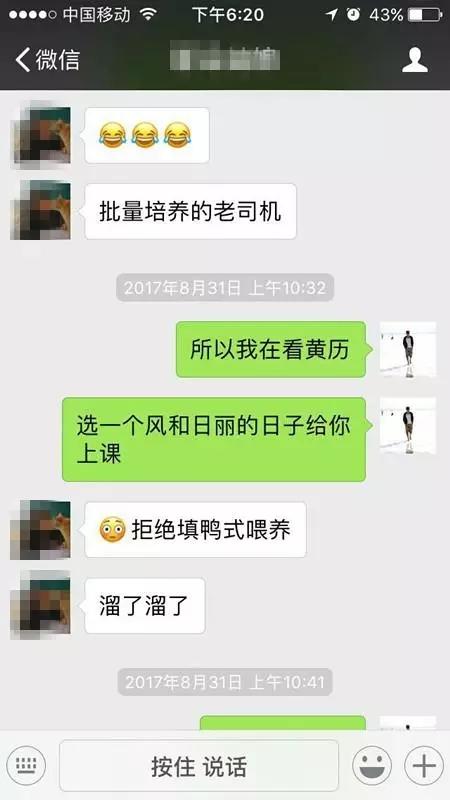 中国移动 下午6:20 43%
微信
批量培养的老司机
2017年8月31日 上午10:32
所以我在看黄历
选一个风和日丽的日子给你
上课
拒绝填鸭式喂养
溜了溜了
2017年8月31日 上午10:41
按住 说话